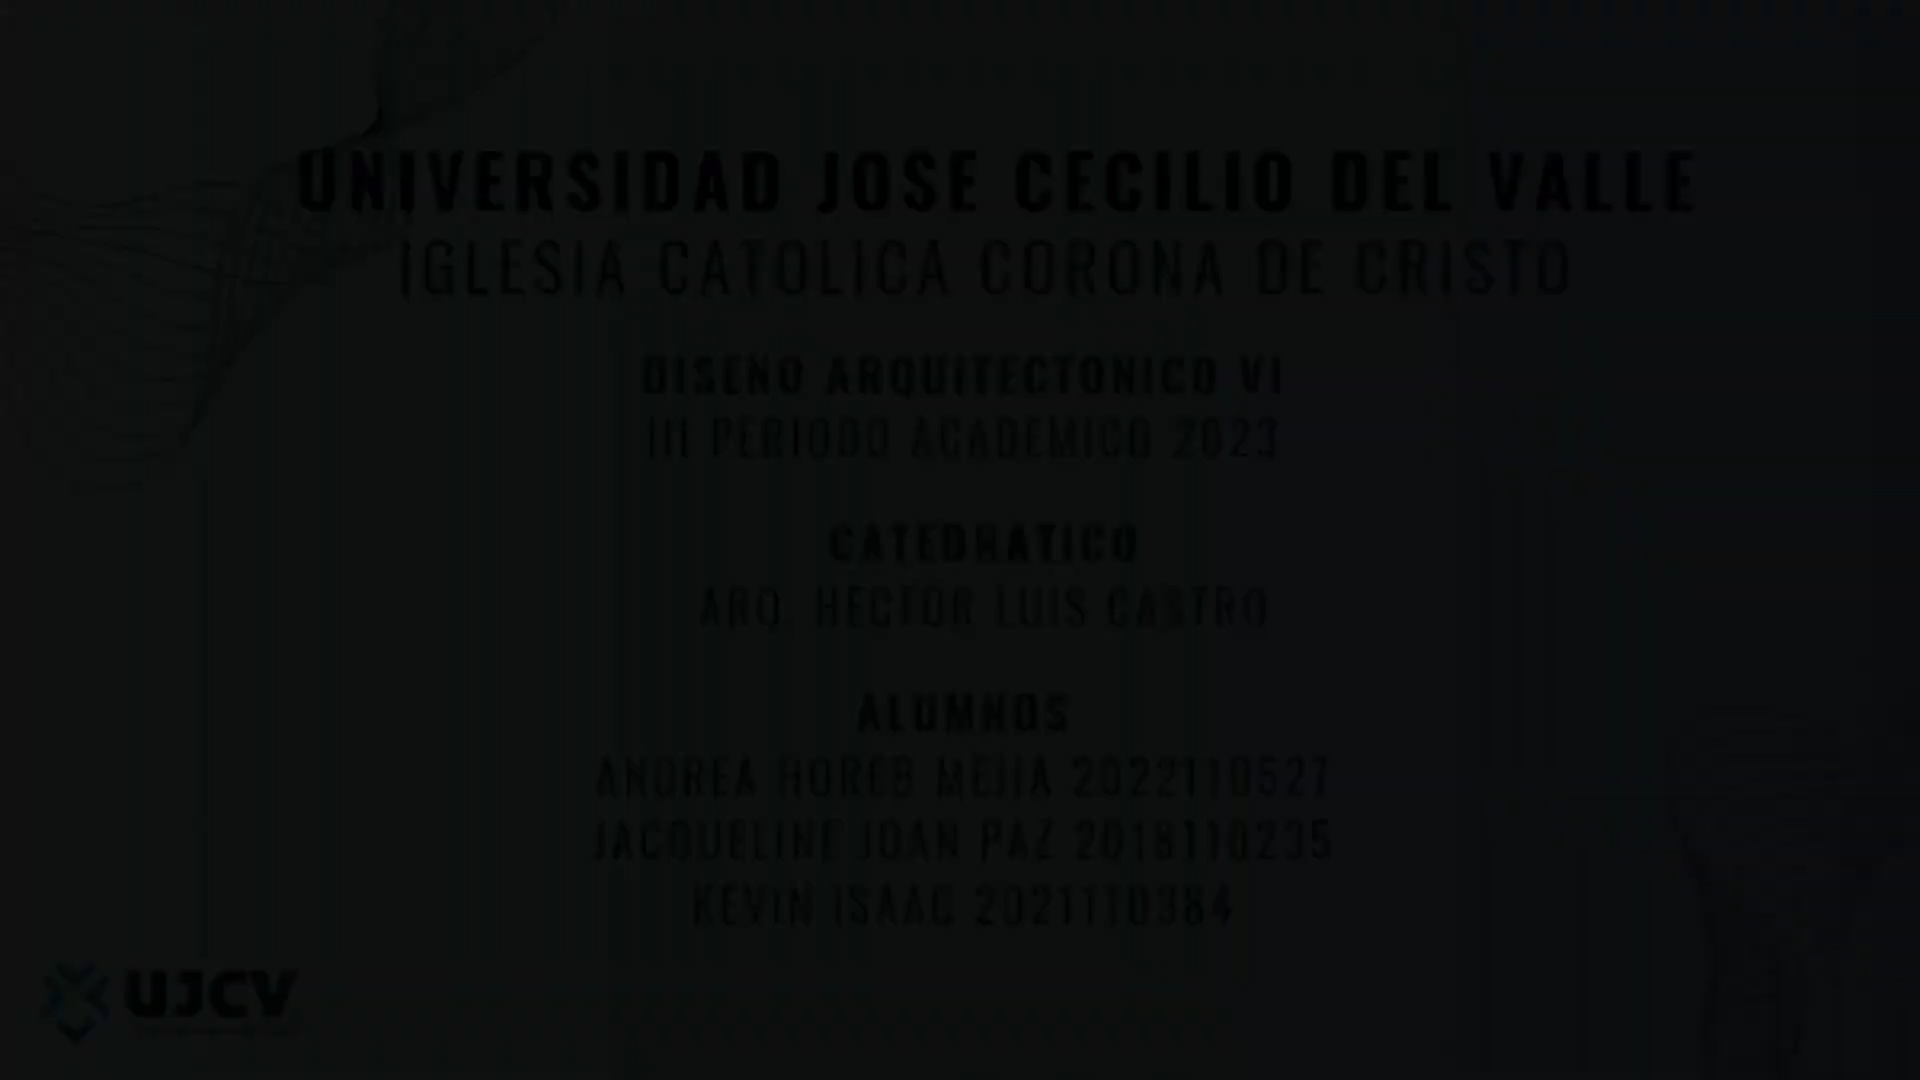 UNIVERSIDAD JOSE CECILIO DEL VALLE
IGLESIA CATOLICA CORONA DE CRISTO
DISENO ARQUITECTONICO VI
III PERIODO ACADEMICO 2023
CATEDRATICO
ARQ. HECTOR LUIS CASTRO
ALUMNOS
ANDREA HOREB MEJIA 2022110527
JACQUELINE JOAN PAZ 2018110235
KEVIN ISAAC 2021110384
UJCV